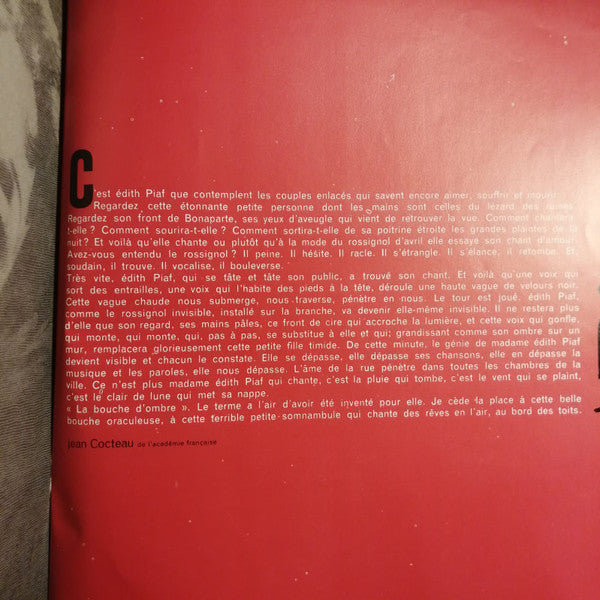 C'est édith Piaf que contemplent les couples enlacés qui savent encore aimer, souffrir et mourir.
Regardez cette étonnante petite personne dont les mains sont celles du lézard des ruines.
Regardez son front de Bonaparte, ses yeux d'aveugle qui vient de retrouver la vue. Comment chantera-
t-elle ? Comment sourira-t-elle ? Comment sortira-t-elle de sa poitrine étroite les grandes plaintes de la
nuit ? Et voilà qu'elle chante ou plutôt qu'à la mode du rossignol d'avril elle essaye son chant d'amour.
Avez-vous entendu le rossignol ? Il peine. Il hésite. Il racle. Il s'étrangle. Il s'élance, il retombe. Et,
soudain, il trouve. Il vocalise, il bouleverse.
Très vite, édith Piaf, qui se tâte et tâte son public, a trouvé son chant. Et voilà qu'une voix qui
sort des entrailles, une voix qui l'habite des pieds à la tête, déroule une haute vague de velours noir.
Cette vague chaude nous submerge, nous traverse, pénètre en nous. Le tour est joué. édith Piaf,
comme le rossignol invisible, installé sur la branche, va devenir elle-même invisible. Il ne restera plus
d'elle que son regard, ses mains pâles, ce front de cire qui accroche la lumière, et cette voix qui gonfle,
qui monte, qui monte, qui, pas à pas, se substitue à elle et qui; grandissant comme son ombre sur un
mur, remplacera glorieusement cette petite fille timide. De cette minute, le génie de madame édith Piaf
devient visible et chacun le constate. Elle se dépasse, elle dépasse ses chansons, elle en dépasse la
musique et les paroles, elle nous dépasse. L'âme de la rue pénètre dans toutes les chambres de la
ville. Ce n'est plus madame édith Piaf qui chante, c'est la pluie qui tombe, c'est le vent qui se plaint,
c'est le clair de lune qui met sa nappe.
« La bouche d'ombre ». Le terme a l'air d'avoir été inventé pour elle. Je cède la place à cette belle
bouche oraculeuse, à cette terrible petite somnambule qui chante des rêves en l'air, au bord des toits.
jean Cocteau de l'académie française